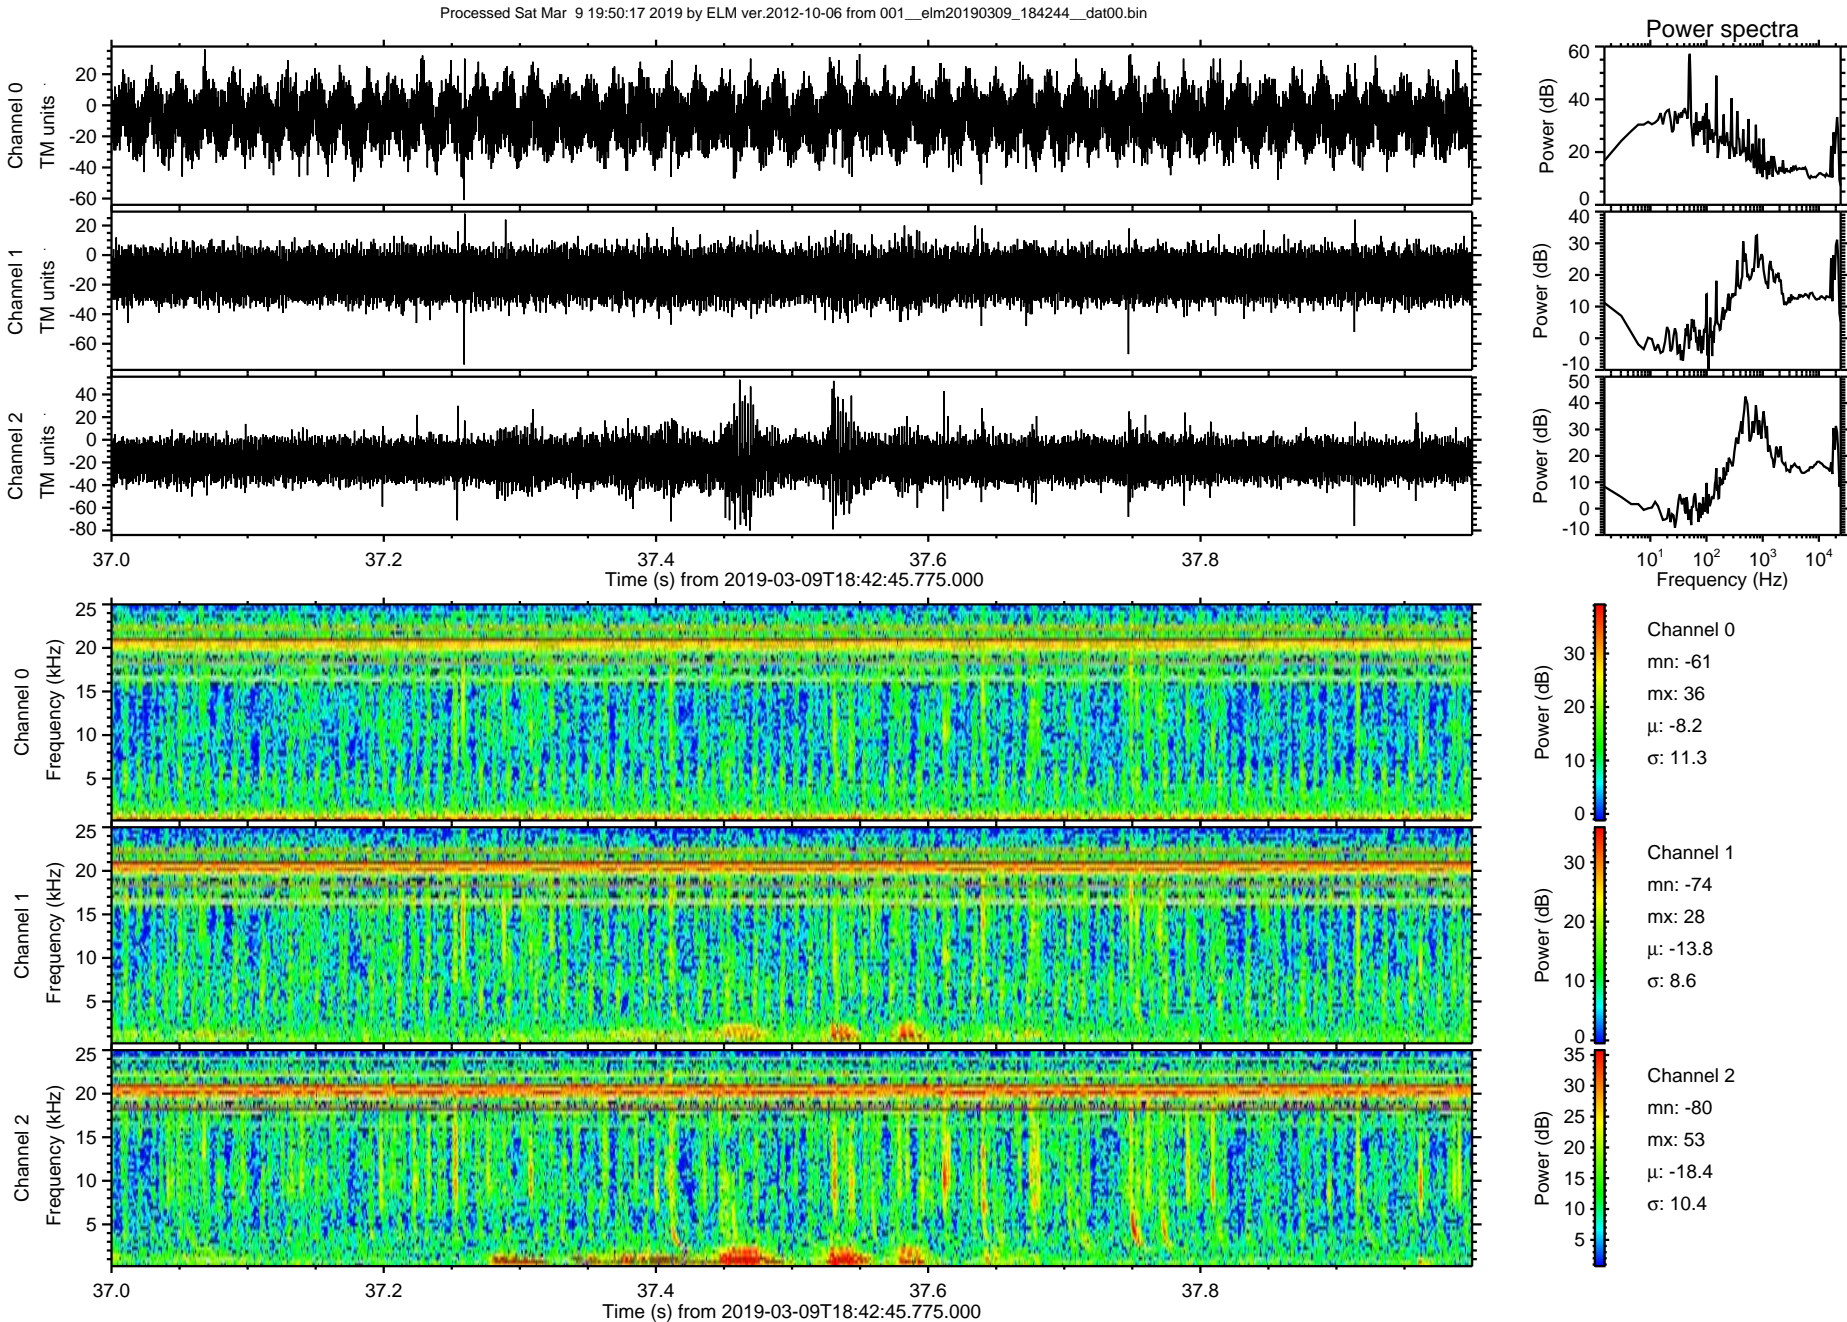 Processed Sat Mar  9 19:50:17 2019 by ELM ver.2012-10-06 from 001__elm20190309_184244__dat00.bin
Power spectra
Channel 0
TM units
20
0
-20
-40
-60
Power (dB)
60
40
20
0
Channel 1
TM units
20
0
-20
-40
-60
Power (dB)
40
30
20
10
0
-10
Channel 2
TM units
40
20
0
-20
-40
-60
-80
Power (dB)
50
40
30
20
10
0
-10
37.0 37.2 37.4 37.6 37.8
Time (s) from 2019-03-09T18:42:45.775.000
10^1 10^2 10^3 10^4
Frequency (Hz)
Channel 0
Frequency (kHz)
25
20
15
10
5
Power (dB)
30
20
10
0
Channel 0
mn: -61
mx: 36
μ: -8.2
σ: 11.3
Channel 1
Frequency (kHz)
25
20
15
10
5
Power (dB)
30
20
10
0
Channel 1
mn: -74
mx: 28
μ: -13.8
σ: 8.6
Channel 2
Frequency (kHz)
25
20
15
10
5
Power (dB)
35
30
25
20
15
10
5
Channel 2
mn: -80
mx: 53
μ: -18.4
σ: 10.4
37.0 37.2 37.4 37.6 37.8
Time (s) from 2019-03-09T18:42:45.775.000